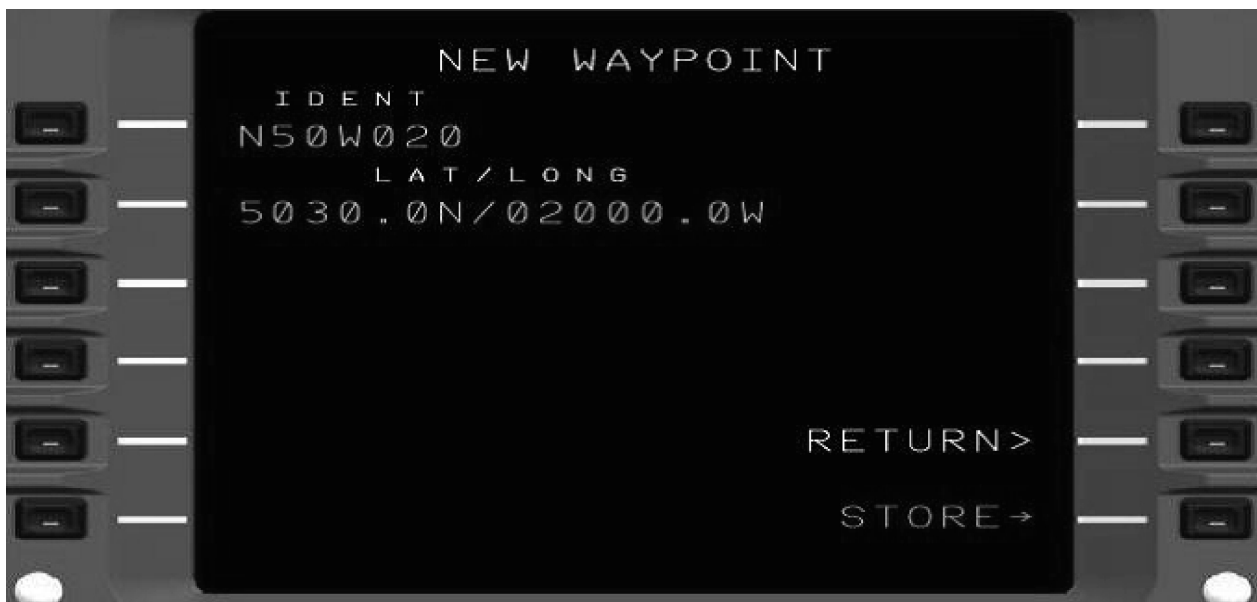 NEW WAYPOINT
IDENT
N50W020
LAT/LONG
5030.0N/02000.0W
RETURN>
STORE→